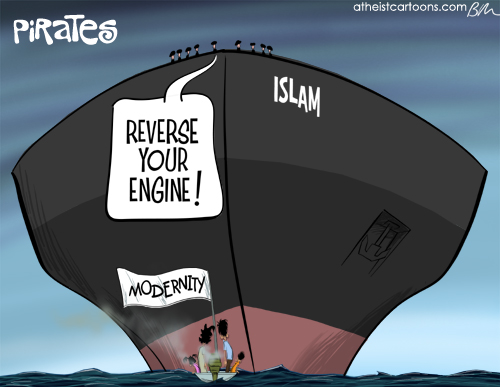 PiRATES
atheistcartoons.com
ISLAM
REVERSE
YOUR
ENGINE!
MODERNITY